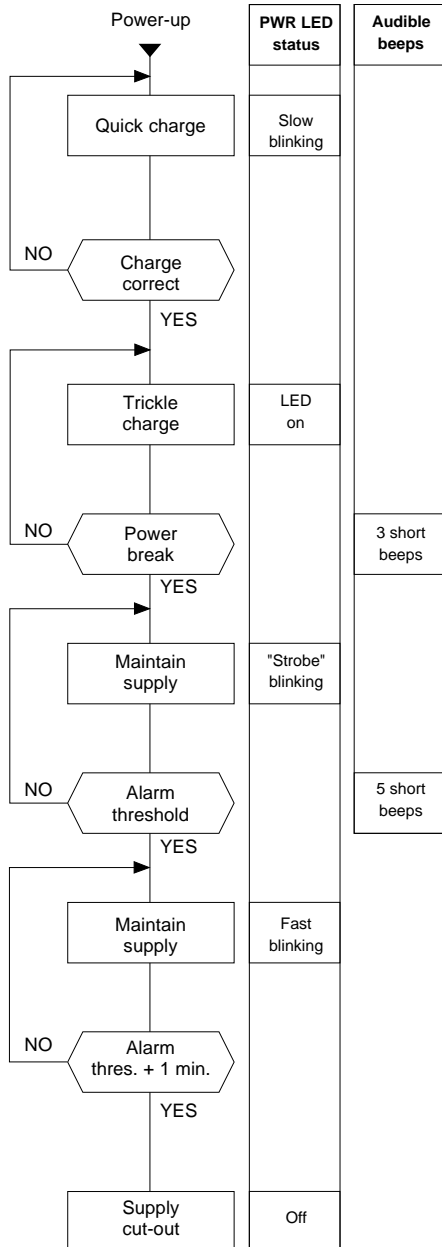 Power-up
PWR LED
status
Audible
beeps
Quick charge
Slow
blinking
NO
Charge
correct
YES
Trickle
charge
LED
on
NO
Power
break
3 short
beeps
YES
Maintain
supply
"Strobe"
blinking
NO
Alarm
threshold
5 short
beeps
YES
Maintain
supply
Fast
blinking
NO
Alarm
thres. + 1 min.
YES
Supply
cut-out
Off